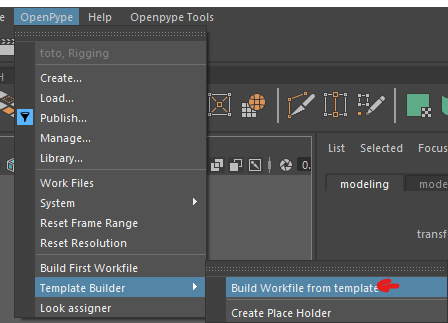 e OpenPype Help Openpype Tools
toto, Rigging
Create...
Load...
Publish...
Manage...
Library...
Work Files
System
Reset Frame Range
Reset Resolution
Build First Workfile
Template Builder
Look assigner
Build Workfile from template
Create Place Holder
H
0.
List Selected Focus
modeling mode
transf